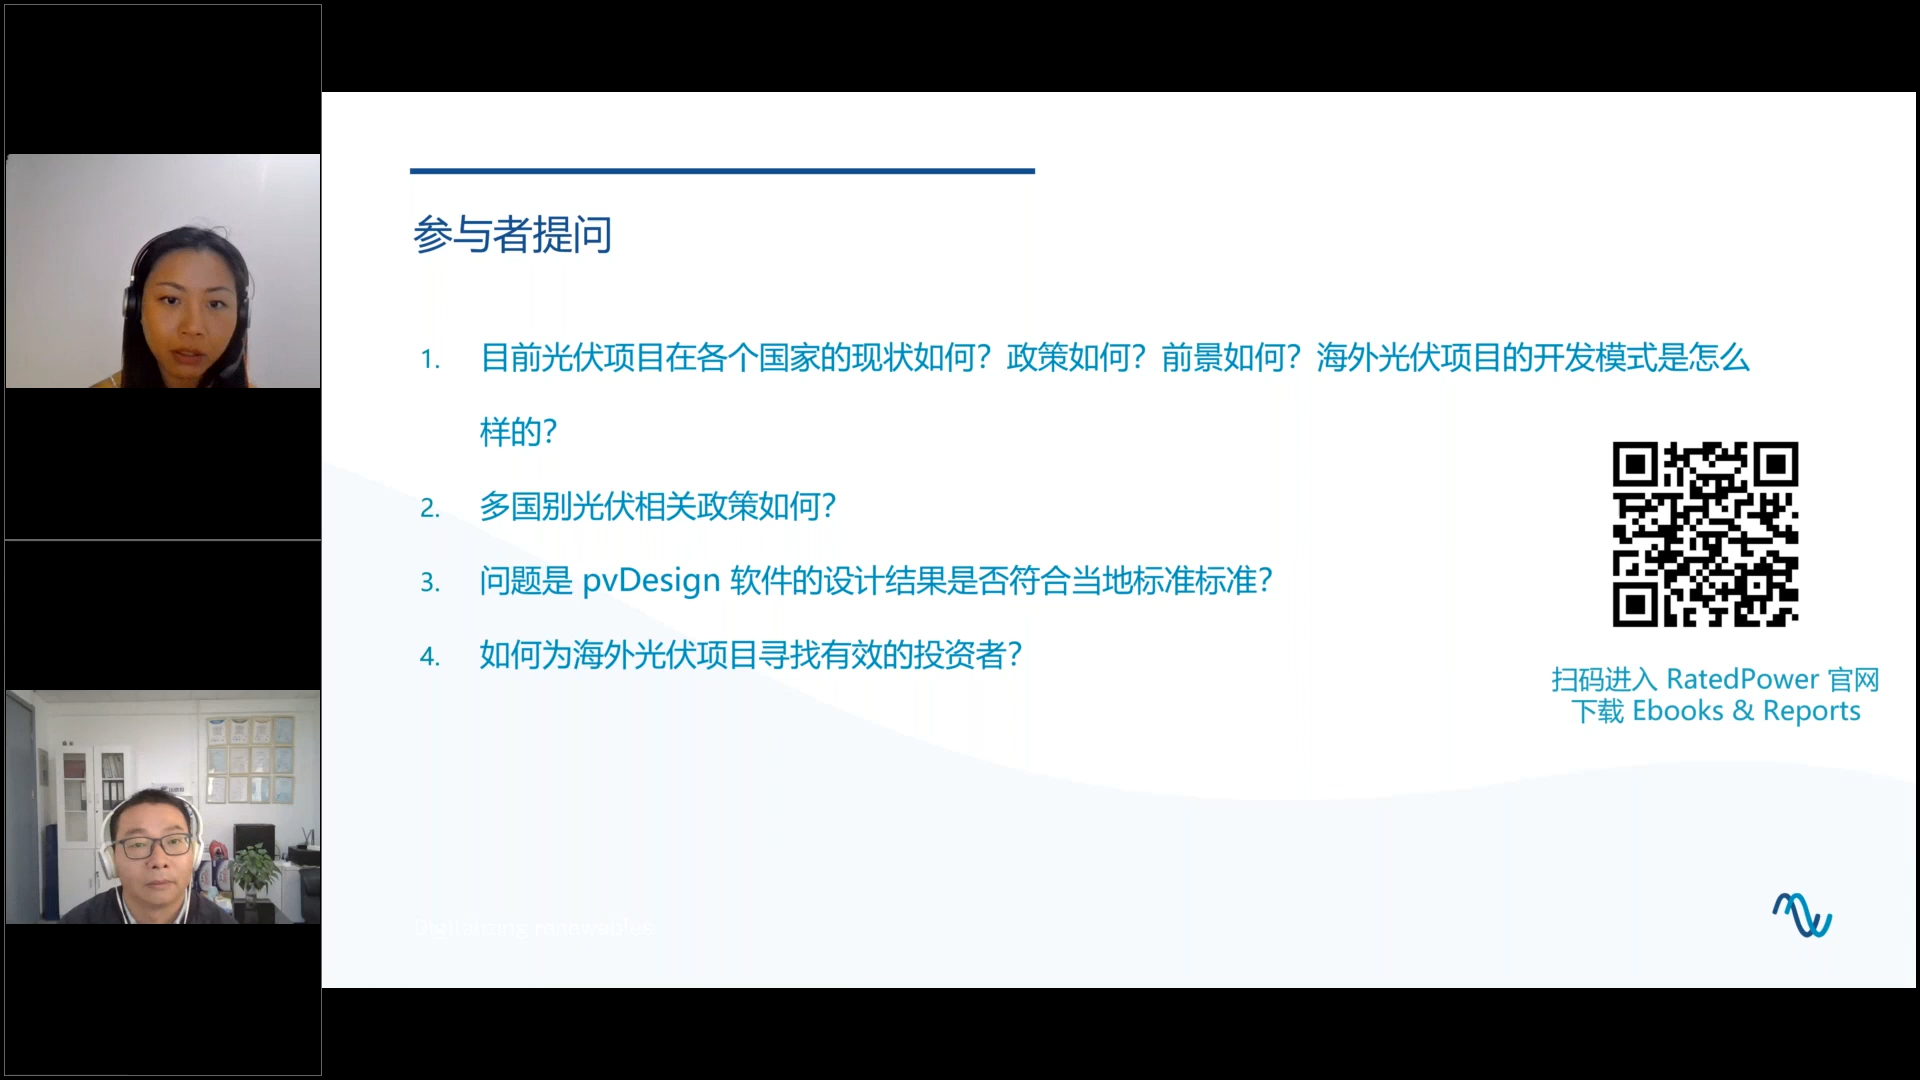 参与者提问
1. 目前光伏项目在各个国家的现状如何？政策如何？前景如何？海外光伏项目的开发模式是怎么
样的？
2. 多国别光伏相关政策如何？
3. 问题是 pvDesign 软件的设计结果是否符合当地标准标准？
4. 如何为海外光伏项目寻找有效的投资者？
扫码进入 RatedPower 官网
下载 Ebooks & Reports
Digitalising renewables